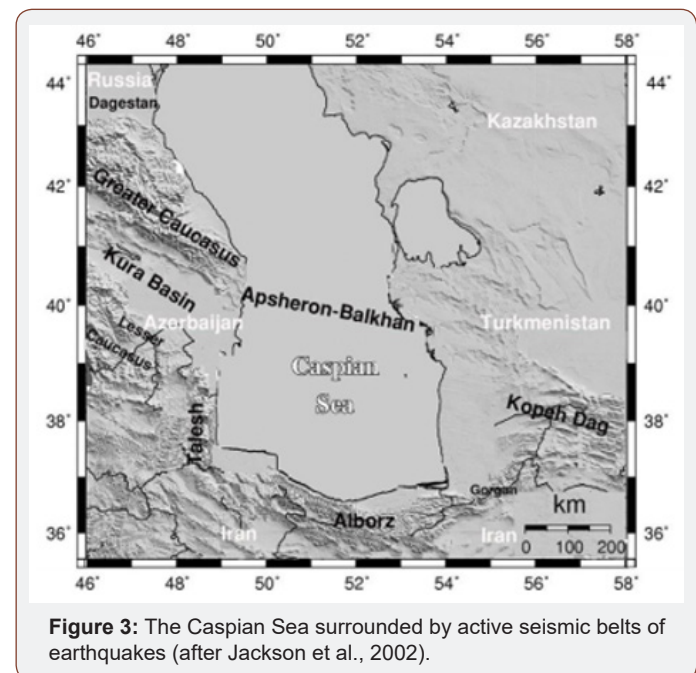 46° 48° 50° 52° 54° 56° 58°
44° Russia 44°
Dagestan
Kazakhstan
42° 42°
Greater Caucasus
Kura Basin
40° Apsheron-Balkhan 40°
Azerbaijan Turkmenistan
Lesser
Caucasus
Caspian
Sea
38° Talesh Kopeh Dag 38°
Gorgan
km
Alborz
36° Iran Iran 0 100 200 36°
46° 48° 50° 52° 54° 56° 58°
Figure 3: The Caspian Sea surrounded by active seismic belts of
earthquakes (after Jackson et al., 2002).